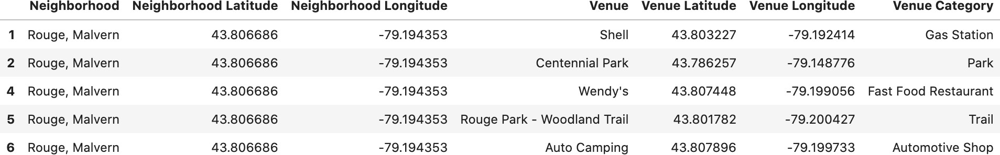 Neighborhood Neighborhood Latitude Neighborhood Longitude Venue Venue Latitude Venue Longitude Venue Category
1 Rouge, Malvern 43.806686 -79.194353 Shell 43.803227 -79.192414 Gas Station
2 Rouge, Malvern 43.806686 -79.194353 Centennial Park 43.786257 -79.148776 Park
4 Rouge, Malvern 43.806686 -79.194353 Wendy's 43.807448 -79.199056 Fast Food Restaurant
5 Rouge, Malvern 43.806686 -79.194353 Rouge Park - Woodland Trail 43.801782 -79.200427 Trail
6 Rouge, Malvern 43.806686 -79.194353 Auto Camping 43.807896 -79.199733 Automotive Shop